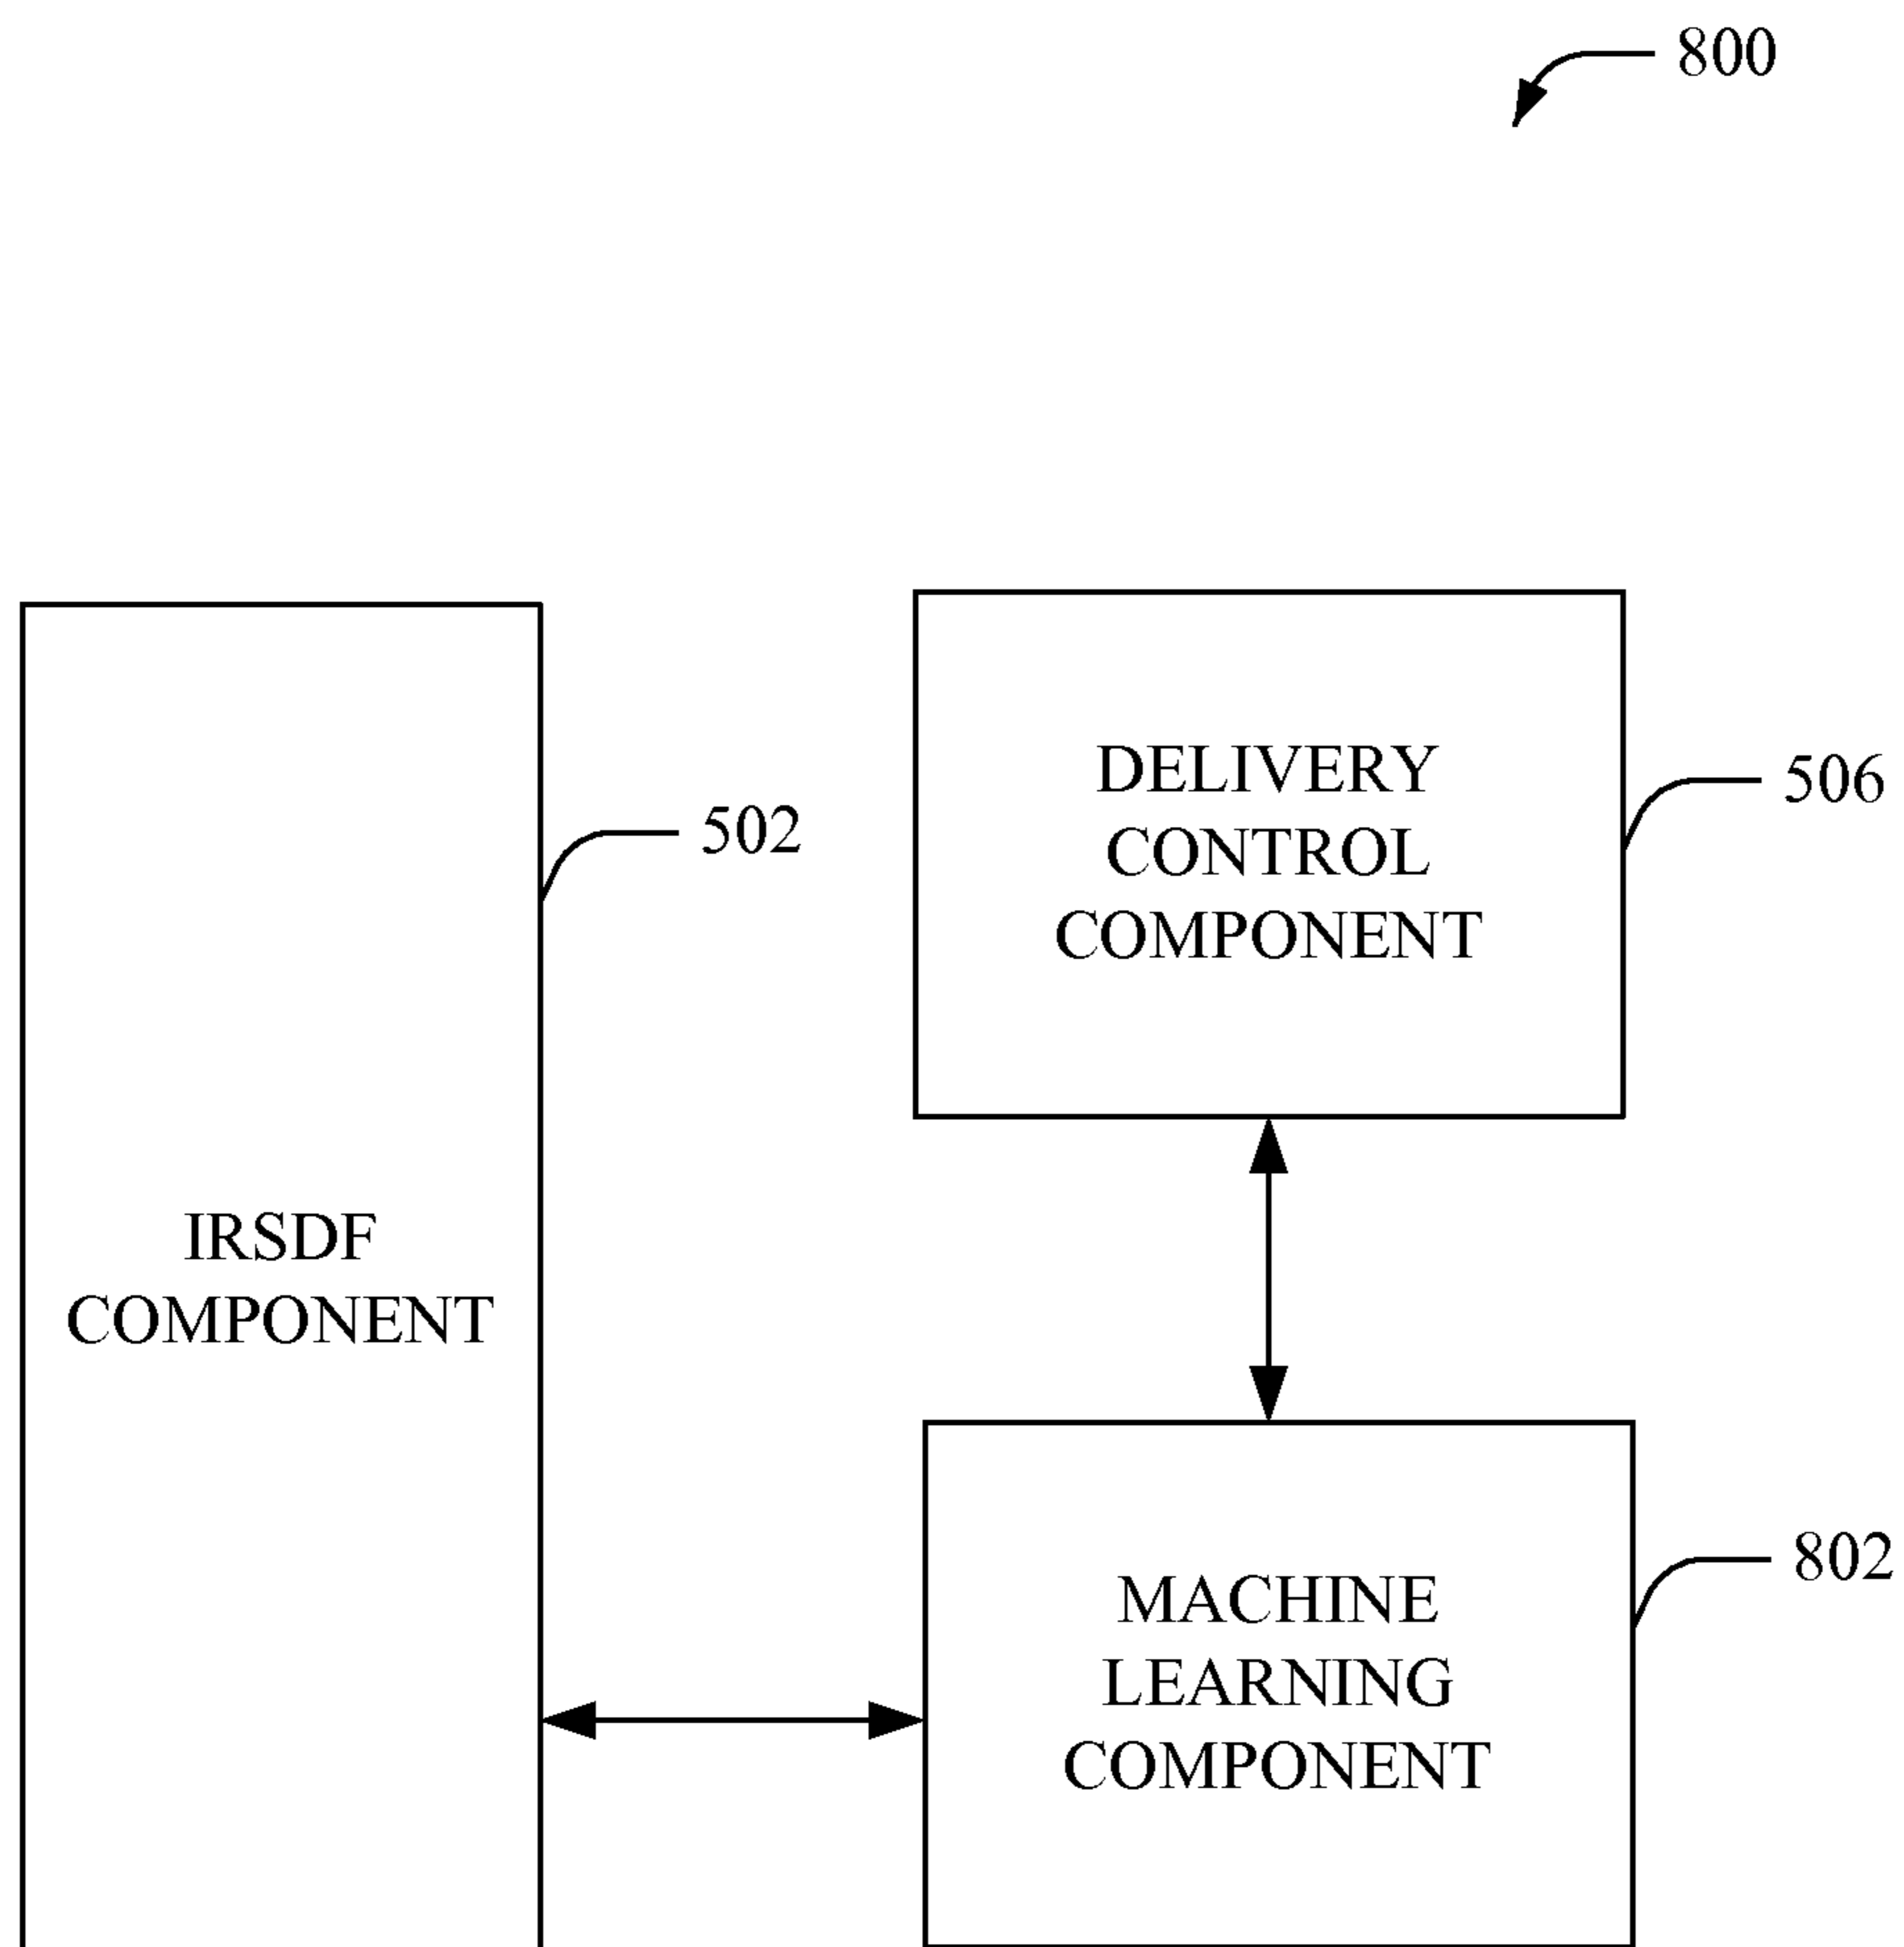 800
DELIVERY
CONTROL
COMPONENT
506
502
IRSDF
COMPONENT
MACHINE
LEARNING
COMPONENT
802